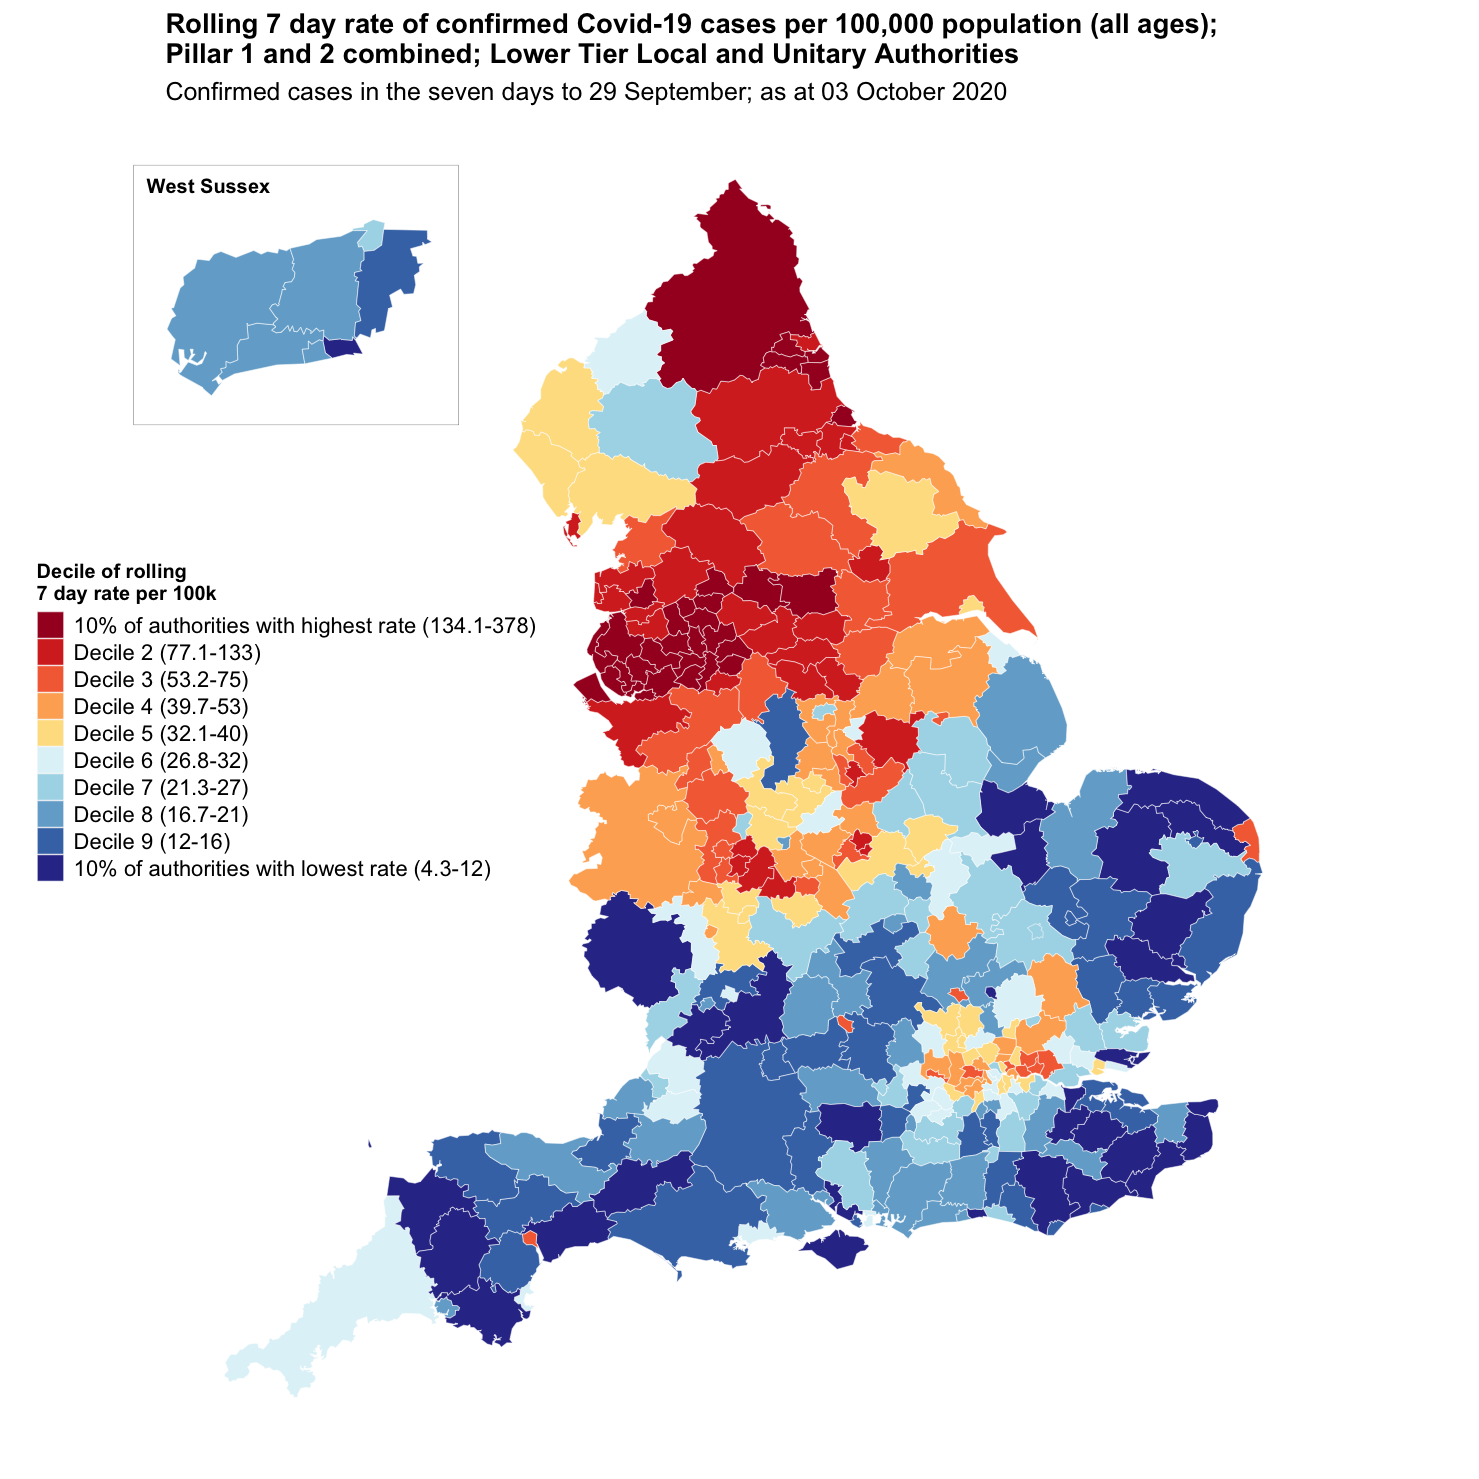 Rolling 7 day rate of confirmed Covid-19 cases per 100,000 population (all ages);
Pillar 1 and 2 combined; Lower Tier Local and Unitary Authorities
Confirmed cases in the seven days to 29 September; as at 03 October 2020
West Sussex
Decile of rolling
7 day rate per 100k
10% of authorities with highest rate (134.1-378)
Decile 2 (77.1-133)
Decile 3 (53.2-75)
Decile 4 (39.7-53)
Decile 5 (32.1-40)
Decile 6 (26.8-32)
Decile 7 (21.3-27)
Decile 8 (16.7-21)
Decile 9 (12-16)
10% of authorities with lowest rate (4.3-12)